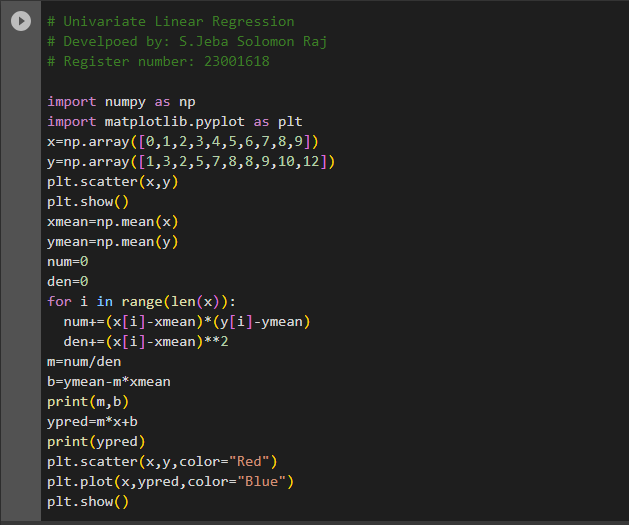 # Univariate Linear Regression
# Develpoed by: S.Jeba Solomon Raj
# Register number: 23001618

import numpy as np
import matplotlib.pyplot as plt
x=np.array([0,1,2,3,4,5,6,7,8,9])
y=np.array([1,3,2,5,7,8,8,9,10,12])
plt.scatter(x,y)
plt.show()
xmean=np.mean(x)
ymean=np.mean(y)
num=0
den=0
for i in range(len(x)):
  num+=(x[i]-xmean)*(y[i]-ymean)
  den+=(x[i]-xmean)**2
m=num/den
b=ymean-m*xmean
print(m,b)
ypred=m*x+b
print(ypred)
plt.scatter(x,y,color="Red")
plt.plot(x,ypred,color="Blue")
plt.show()